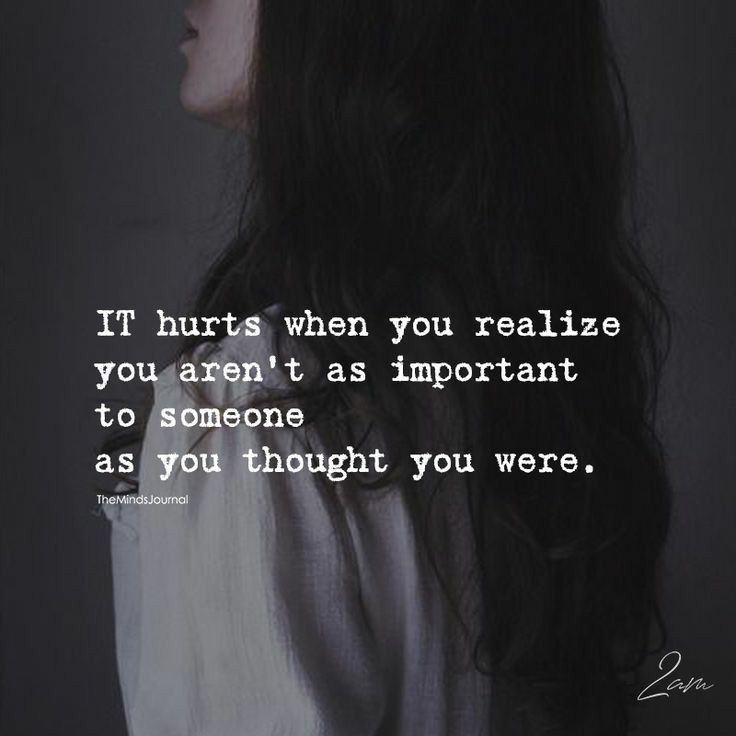 IT hurts when you realize
you aren't as important
to someone
as you thought you were.
TheMindsJournal
2am